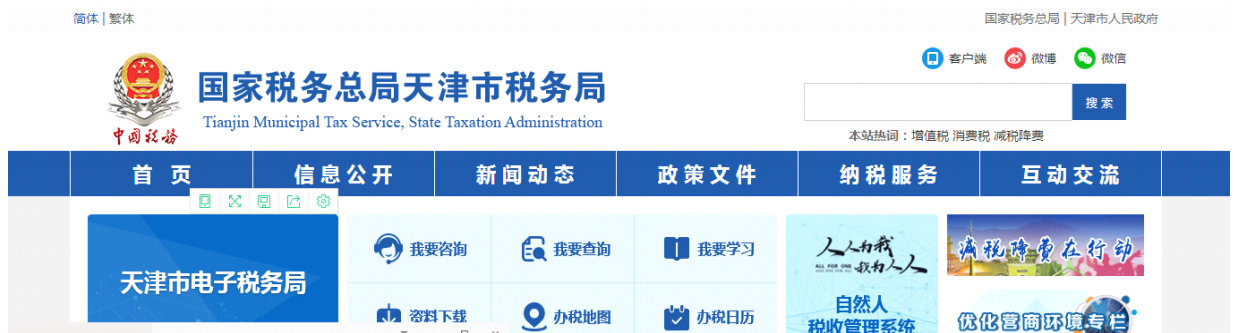 简体 | 繁体
国家税务总局 | 天津市人民政府
客户端 微博 微信
中国税务
国家税务总局天津市税务局
Tianjin Municipal Tax Service, State Taxation Administration
搜索
本站热词：增值税 消费税 减税降费
首 页 信息公开 新闻动态 政策文件 纳税服务 互动交流
天津市电子税务局
我要咨询 我要查询 我要学习
资料下载 办税地图 办税日历
人人为我
ALL FOR ONE
我为人人
自然人
税收管理系统
减税降费在行动
优化营商环境专栏